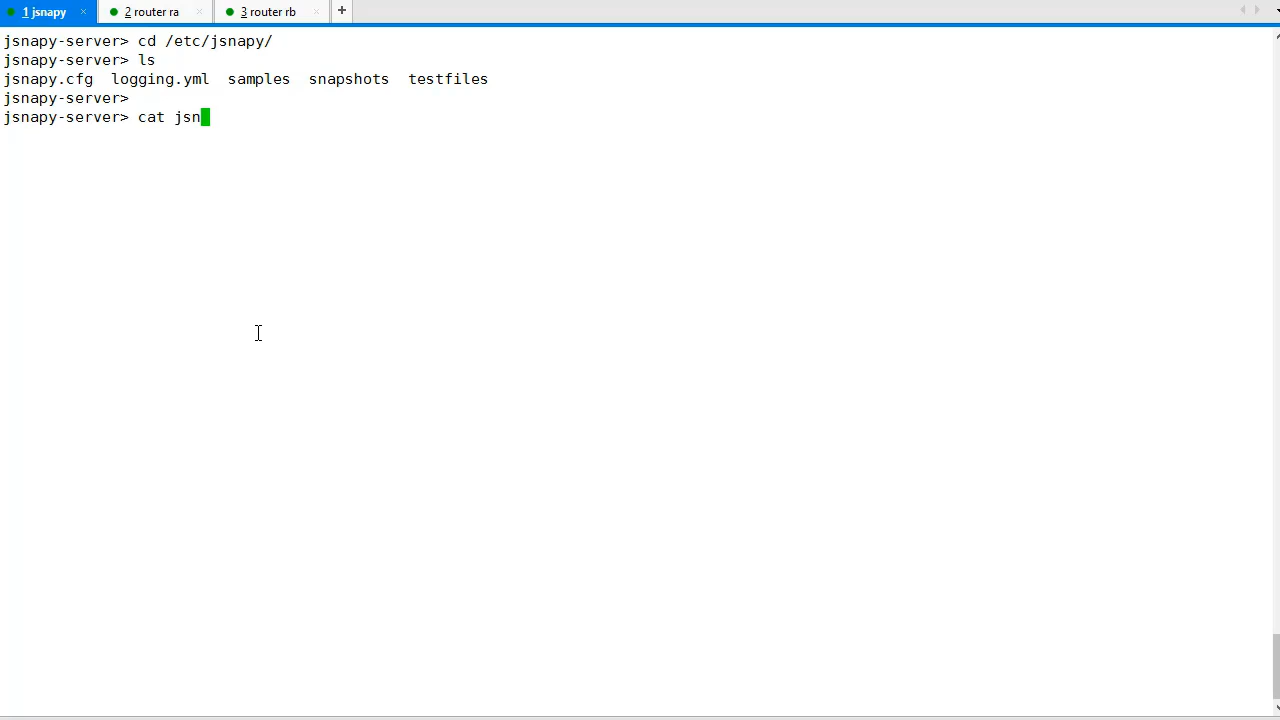 1 jsnapy × 2 router ra × 3 router rb × +
jsnapy-server> cd /etc/jsnapy/
jsnapy-server> ls
jsnapy.cfg  logging.yml  samples  snapshots  testfiles
jsnapy-server>
jsnapy-server> cat jsn